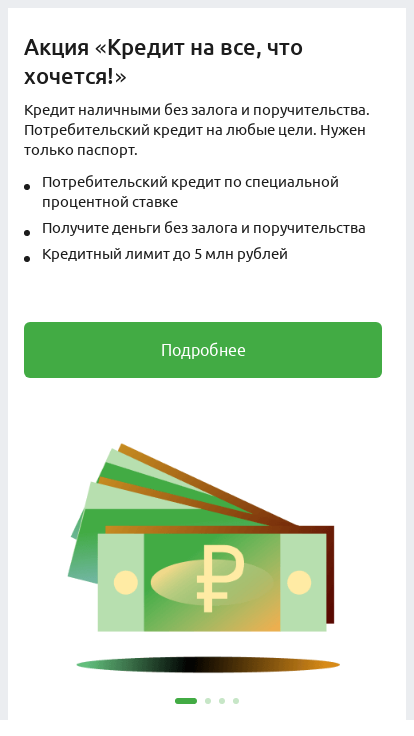 Акция «Кредит на все, что
хочется!»
Кредит наличными без залога и поручительства.
Потребительский кредит на любые цели. Нужен
только паспорт.
Потребительский кредит по специальной
процентной ставке
Получите деньги без залога и поручительства
Кредитный лимит до 5 млн рублей
Подробнее
₽